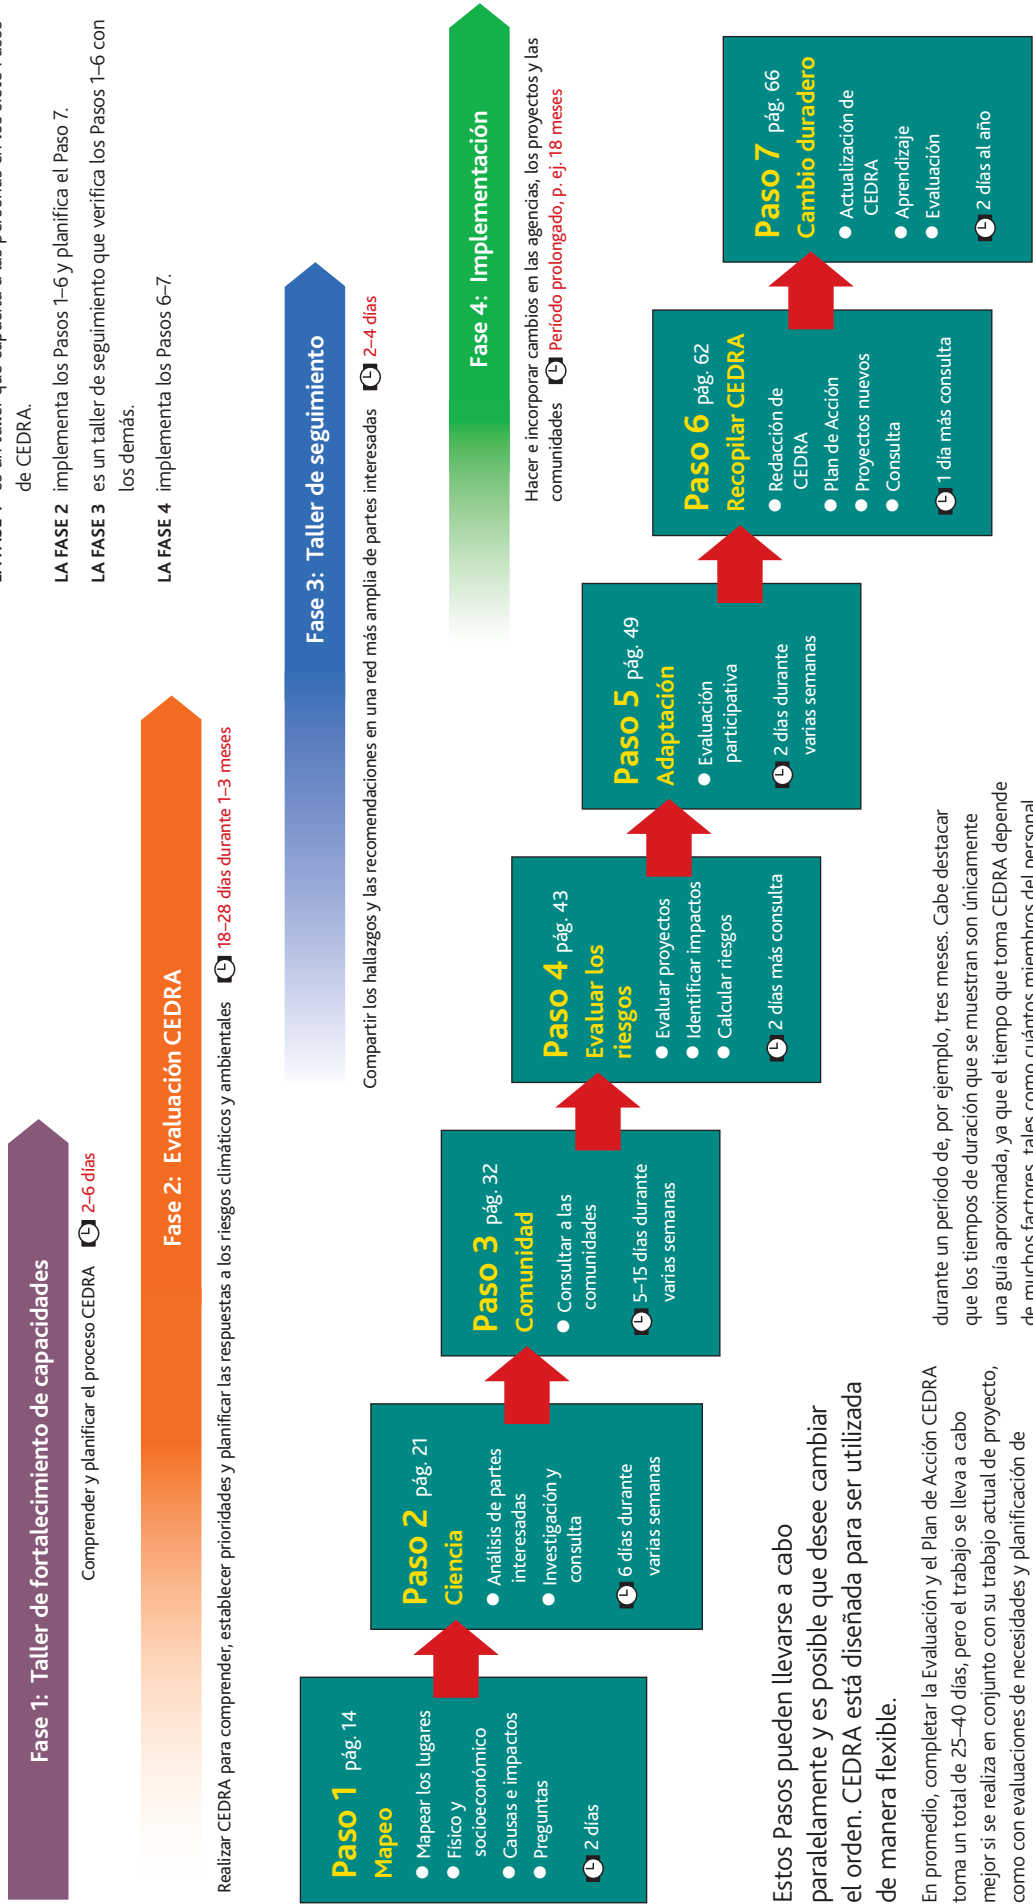 de CEDRA.
LA FASE 2 implementa los Pasos 1–6 y planifica el Paso 7.
LA FASE 3 es un taller de seguimiento que verifica los Pasos 1–6 con
los demás.
LA FASE 4 implementa los Pasos 6–7.
Fase 1: Taller de fortalecimiento de capacidades
Comprender y planificar el proceso CEDRA 2–6 días
Fase 2: Evaluación CEDRA
Realizar CEDRA para comprender, establecer prioridades y planificar las respuestas a los riesgos climáticos y ambientales 18–28 días durante 1–3 meses
Fase 3: Taller de seguimiento
Compartir los hallazgos y las recomendaciones en una red más amplia de partes interesadas 2–4 días
Fase 4: Implementación
Hacer e incorporar cambios en las agencias, los proyectos y las
comunidades Período prolongado, p. ej. 18 meses
Paso 1 pág. 14
Mapeo
● Mapear los lugares
● Físico y
socioeconómico
● Causas e impactos
● Preguntas
2 días
Paso 2 pág. 21
Ciencia
● Análisis de partes
interesadas
● Investigación y
consulta
6 días durante
varias semanas
Paso 3 pág. 32
Comunidad
● Consultar a las
comunidades
5–15 días durante
varias semanas
Paso 4 pág. 43
Evaluar los
riesgos
● Evaluar proyectos
● Identificar impactos
● Calcular riesgos
2 días más consulta
Paso 5 pág. 49
Adaptación
● Evaluación
participativa
2 días durante
varias semanas
Paso 6 pág. 62
Recopilar CEDRA
● Redacción de
CEDRA
● Plan de Acción
● Proyectos nuevos
● Consulta
1 día más consulta
Paso 7 pág. 66
Cambio duradero
● Actualización de
CEDRA
● Aprendizaje
● Evaluación
2 días al año
Estos Pasos pueden llevarse a cabo
paralelamente y es posible que desee cambiar
el orden. CEDRA está diseñada para ser utilizada
de manera flexible.
En promedio, completar la Evaluación y el Plan de Acción CEDRA
toma un total de 25–40 días, pero el trabajo se lleva a cabo
mejor si se realiza en conjunto con su trabajo actual de proyecto,
como con evaluaciones de necesidades y planificación de
durante un período de, por ejemplo, tres meses. Cabe destacar
que los tiempos de duración que se muestran son únicamente
una guía aproximada, ya que el tiempo que toma CEDRA depende
de muchos factores, tales como cuántos miembros del personal